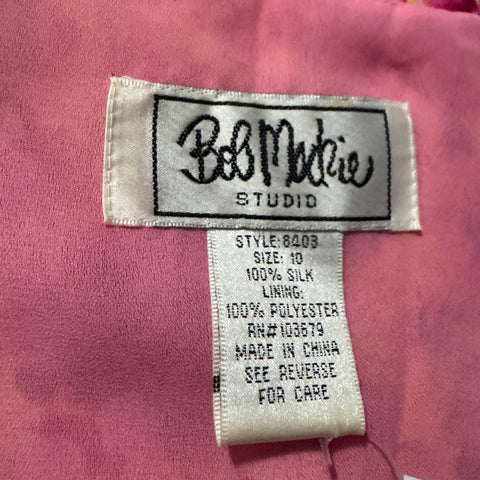 Bob Mackie
STUDIO
STYLE:8403
SIZE: 10
100% SILK
LINING:
100% POLYESTER
RN#103679
MADE IN CHINA
SEE REVERSE
FOR CARE